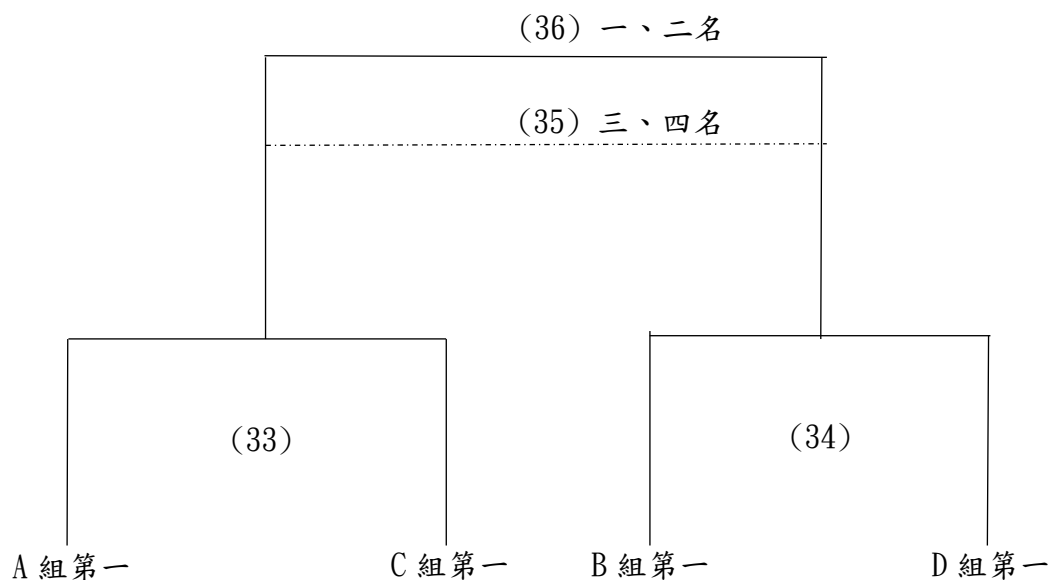 (36) 一、二名
(35) 三、四名
(33)
(34)
A 組第一
C 組第一
B 組第一
D 組第一